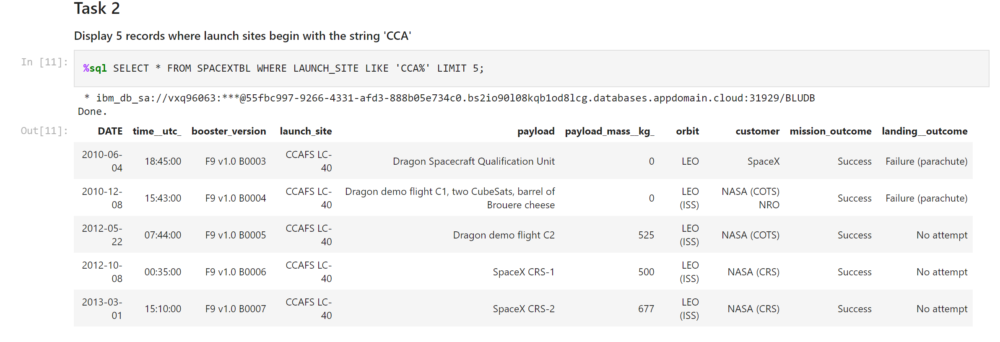 Task 2
Display 5 records where launch sites begin with the string 'CCA'
In [11]: %sql SELECT * FROM SPACEXTBL WHERE LAUNCH_SITE LIKE 'CCA%' LIMIT 5;
* ibm_db_sa://vxq96063:***@55fbc997-9266-4331-afd3-888b05e734c0.bs2io90l08kqb1od8lcg.databases.appdomain.cloud:31929/BLUDB
Done.
Out[11]: DATE time__utc_ booster_version launch_site payload payload_mass__kg_ orbit customer mission_outcome landing__outcome
2010-06-04 18:45:00 F9 v1.0 B0003 CCAFS LC-40 Dragon Spacecraft Qualification Unit 0 LEO SpaceX Success Failure (parachute)
2010-12-08 15:43:00 F9 v1.0 B0004 CCAFS LC-40 Dragon demo flight C1, two CubeSats, barrel of Brouere cheese 0 LEO (ISS) NASA (COTS) NRO Success Failure (parachute)
2012-05-22 07:44:00 F9 v1.0 B0005 CCAFS LC-40 Dragon demo flight C2 525 LEO (ISS) NASA (COTS) Success No attempt
2012-10-08 00:35:00 F9 v1.0 B0006 CCAFS LC-40 SpaceX CRS-1 500 LEO (ISS) NASA (CRS) Success No attempt
2013-03-01 15:10:00 F9 v1.0 B0007 CCAFS LC-40 SpaceX CRS-2 677 LEO (ISS) NASA (CRS) Success No attempt